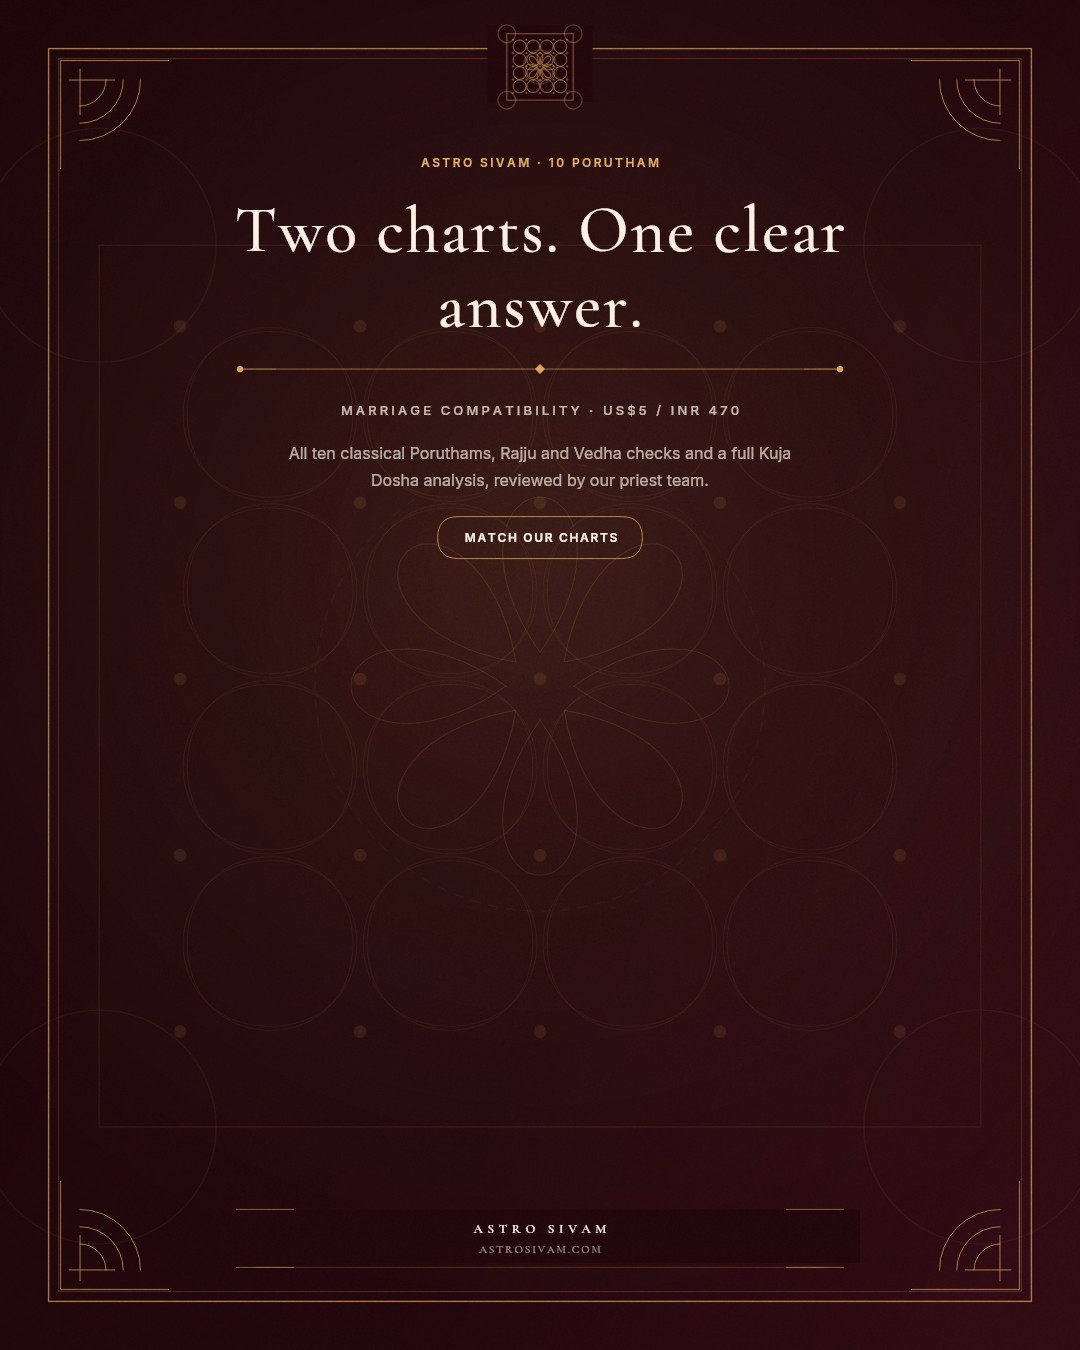 ASTRO SIVAM · 10 PORUTHAM
Two charts. One clear
answer.
MARRIAGE COMPATIBILITY · US$5 / INR 470
All ten classical Poruthams, Rajju and Vedha checks and a full Kuja
Dosha analysis, reviewed by our priest team.
MATCH OUR CHARTS
ASTRO SIVAM
ASTROSIVAM.COM